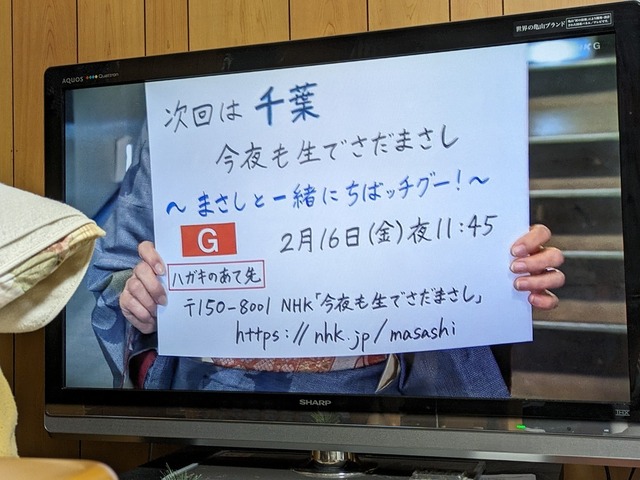 世界の亀山ブランド
AQUOS Quattron
G
次回は 千葉
今夜も生でさだまさし
～まさしと一緒にちばッチグー!～
G 2月16日(金)夜11:45
ハガキのあて先
〒150-8001 NHK「今夜も生でさだまさし」
https://nhk.jp/masashi
SHARP
THX